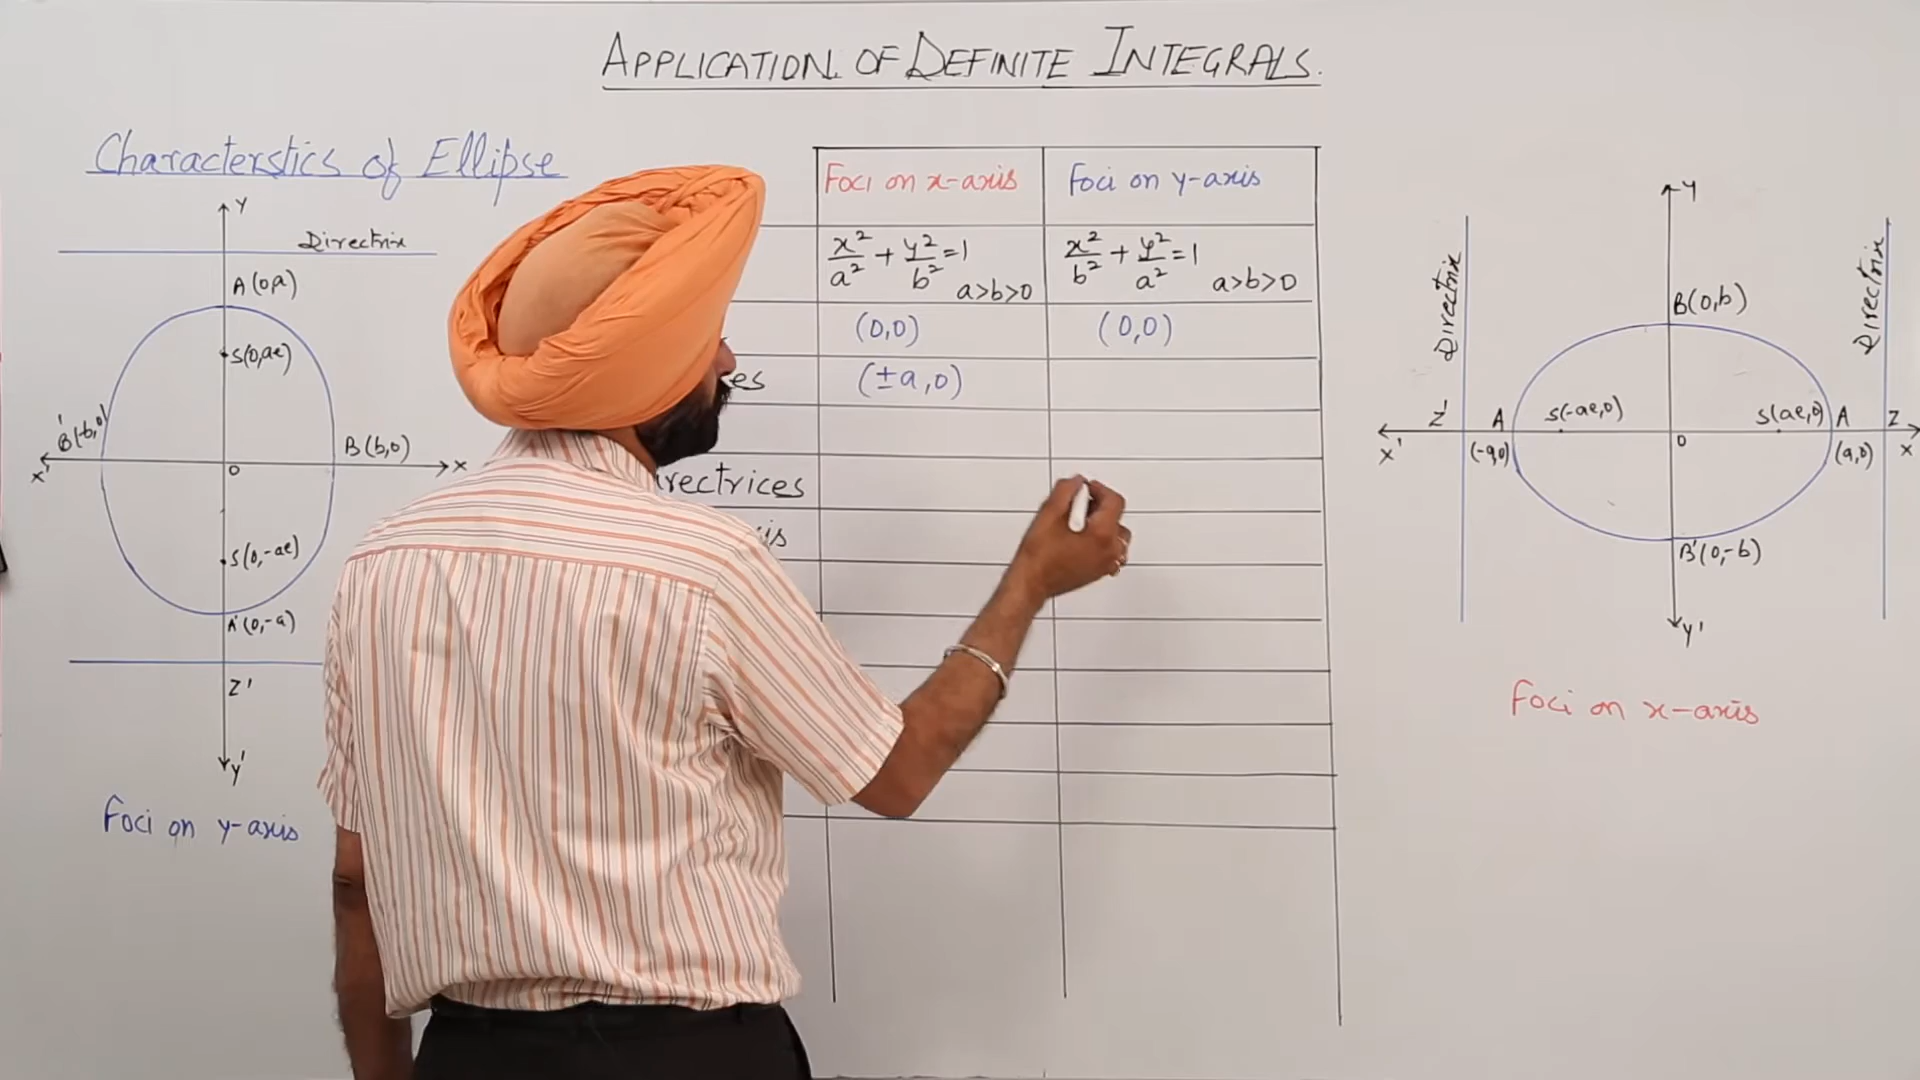 APPLICATION OF DEFINITE INTEGRALS.
Characterstics of Ellipse
Y
Directrix
A (0,a)
S(0,ae)
B'(-b,0)
B (b,0)
X'
X
0
S(0,-ae)
A'(0,-a)
Z'
Y'
Foci on y-axis
Foci on x-axis
Foci on y-axis
x²/a² + y²/b² = 1
a>b>0
x²/b² + y²/a² = 1
a>b>0
(0,0)
(0,0)
(±a,0)
Y
Directrix
Directrix
B(0,b)
Z'
A
S(-ae,0)
S(ae,0)
A
Z
X'
(-a,0)
0
(a,0)
X
B'(0,-b)
Y'
Foci on x-axis